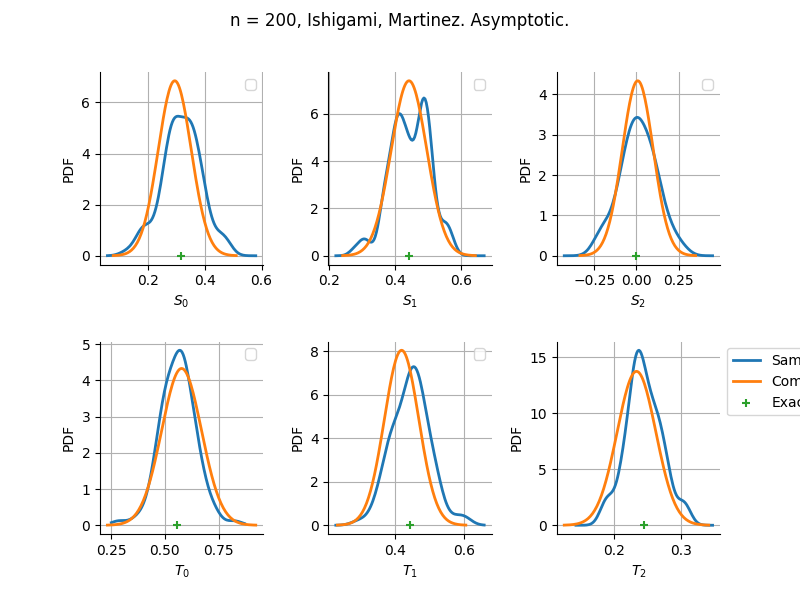 n = 200, Ishigami, Martinez. Asymptotic.
PDF
6
4
2
0
0.2 0.4 0.6
S0
PDF
6
4
2
0
0.2 0.4 0.6
S1
PDF
4
3
2
1
0
−0.25 0.00 0.25
S2
PDF
5
4
3
2
1
0
0.25 0.50 0.75
T0
PDF
8
6
4
2
0
0.4 0.6
T1
PDF
15
10
5
0
0.2 0.3
T2
Sam
Com
Exac